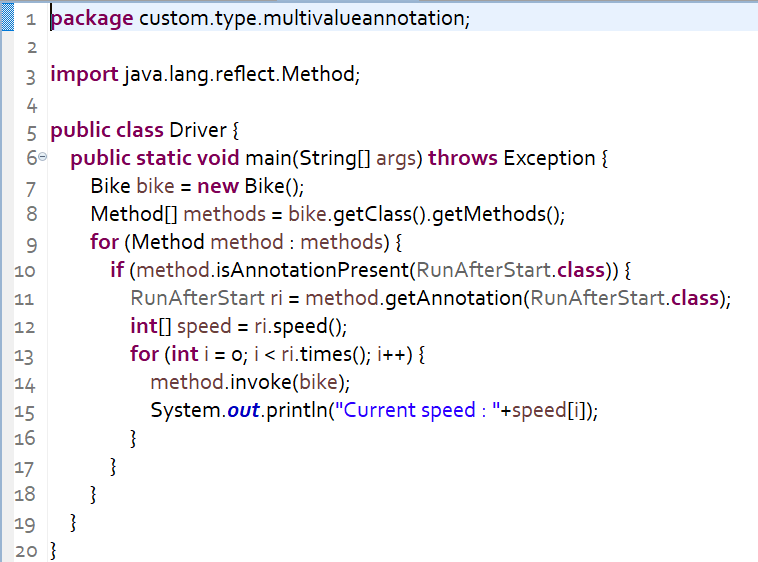 1 package custom.type.multivalueannotation;
2
3 import java.lang.reflect.Method;
4
5 public class Driver {
6 public static void main(String[] args) throws Exception {
7 Bike bike = new Bike();
8 Method[] methods = bike.getClass().getMethods();
9 for (Method method : methods) {
10 if (method.isAnnotationPresent(RunAfterStart.class)) {
11 RunAfterStart ri = method.getAnnotation(RunAfterStart.class);
12 int[] speed = ri.speed();
13 for (int i = 0; i < ri.times(); i++) {
14 method.invoke(bike);
15 System.out.println("Current speed : "+speed[i]);
16 }
17 }
18 }
19 }
20 }